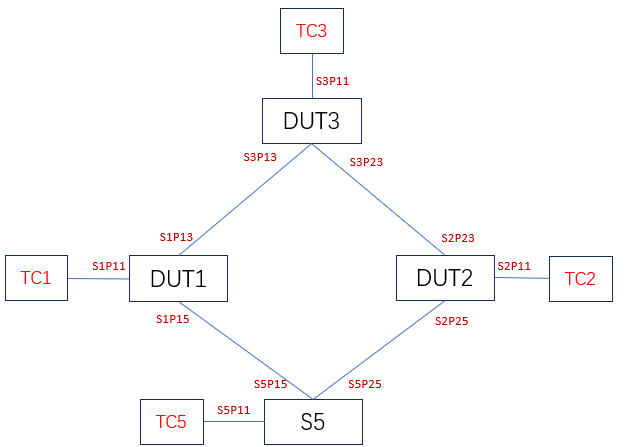 TC3
S3P11
DUT3
S3P13
S3P23
S1P13
S2P23
TC1
S1P11
DUT1
DUT2
S2P11
TC2
S1P15
S2P25
S5P15
S5P25
TC5
S5P11
S5